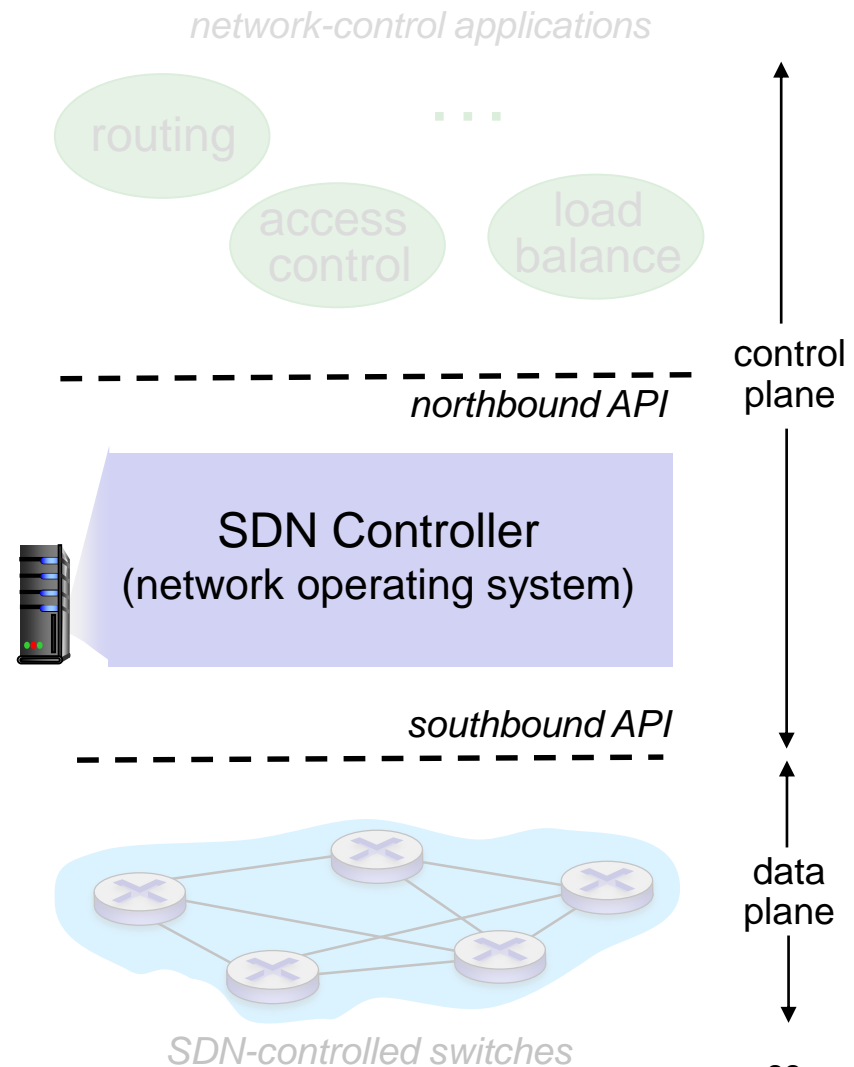 network-control applications
routing
...
access
control
load
balance
control
plane
northbound API
SDN Controller
(network operating system)
southbound API
data
plane
SDN-controlled switches